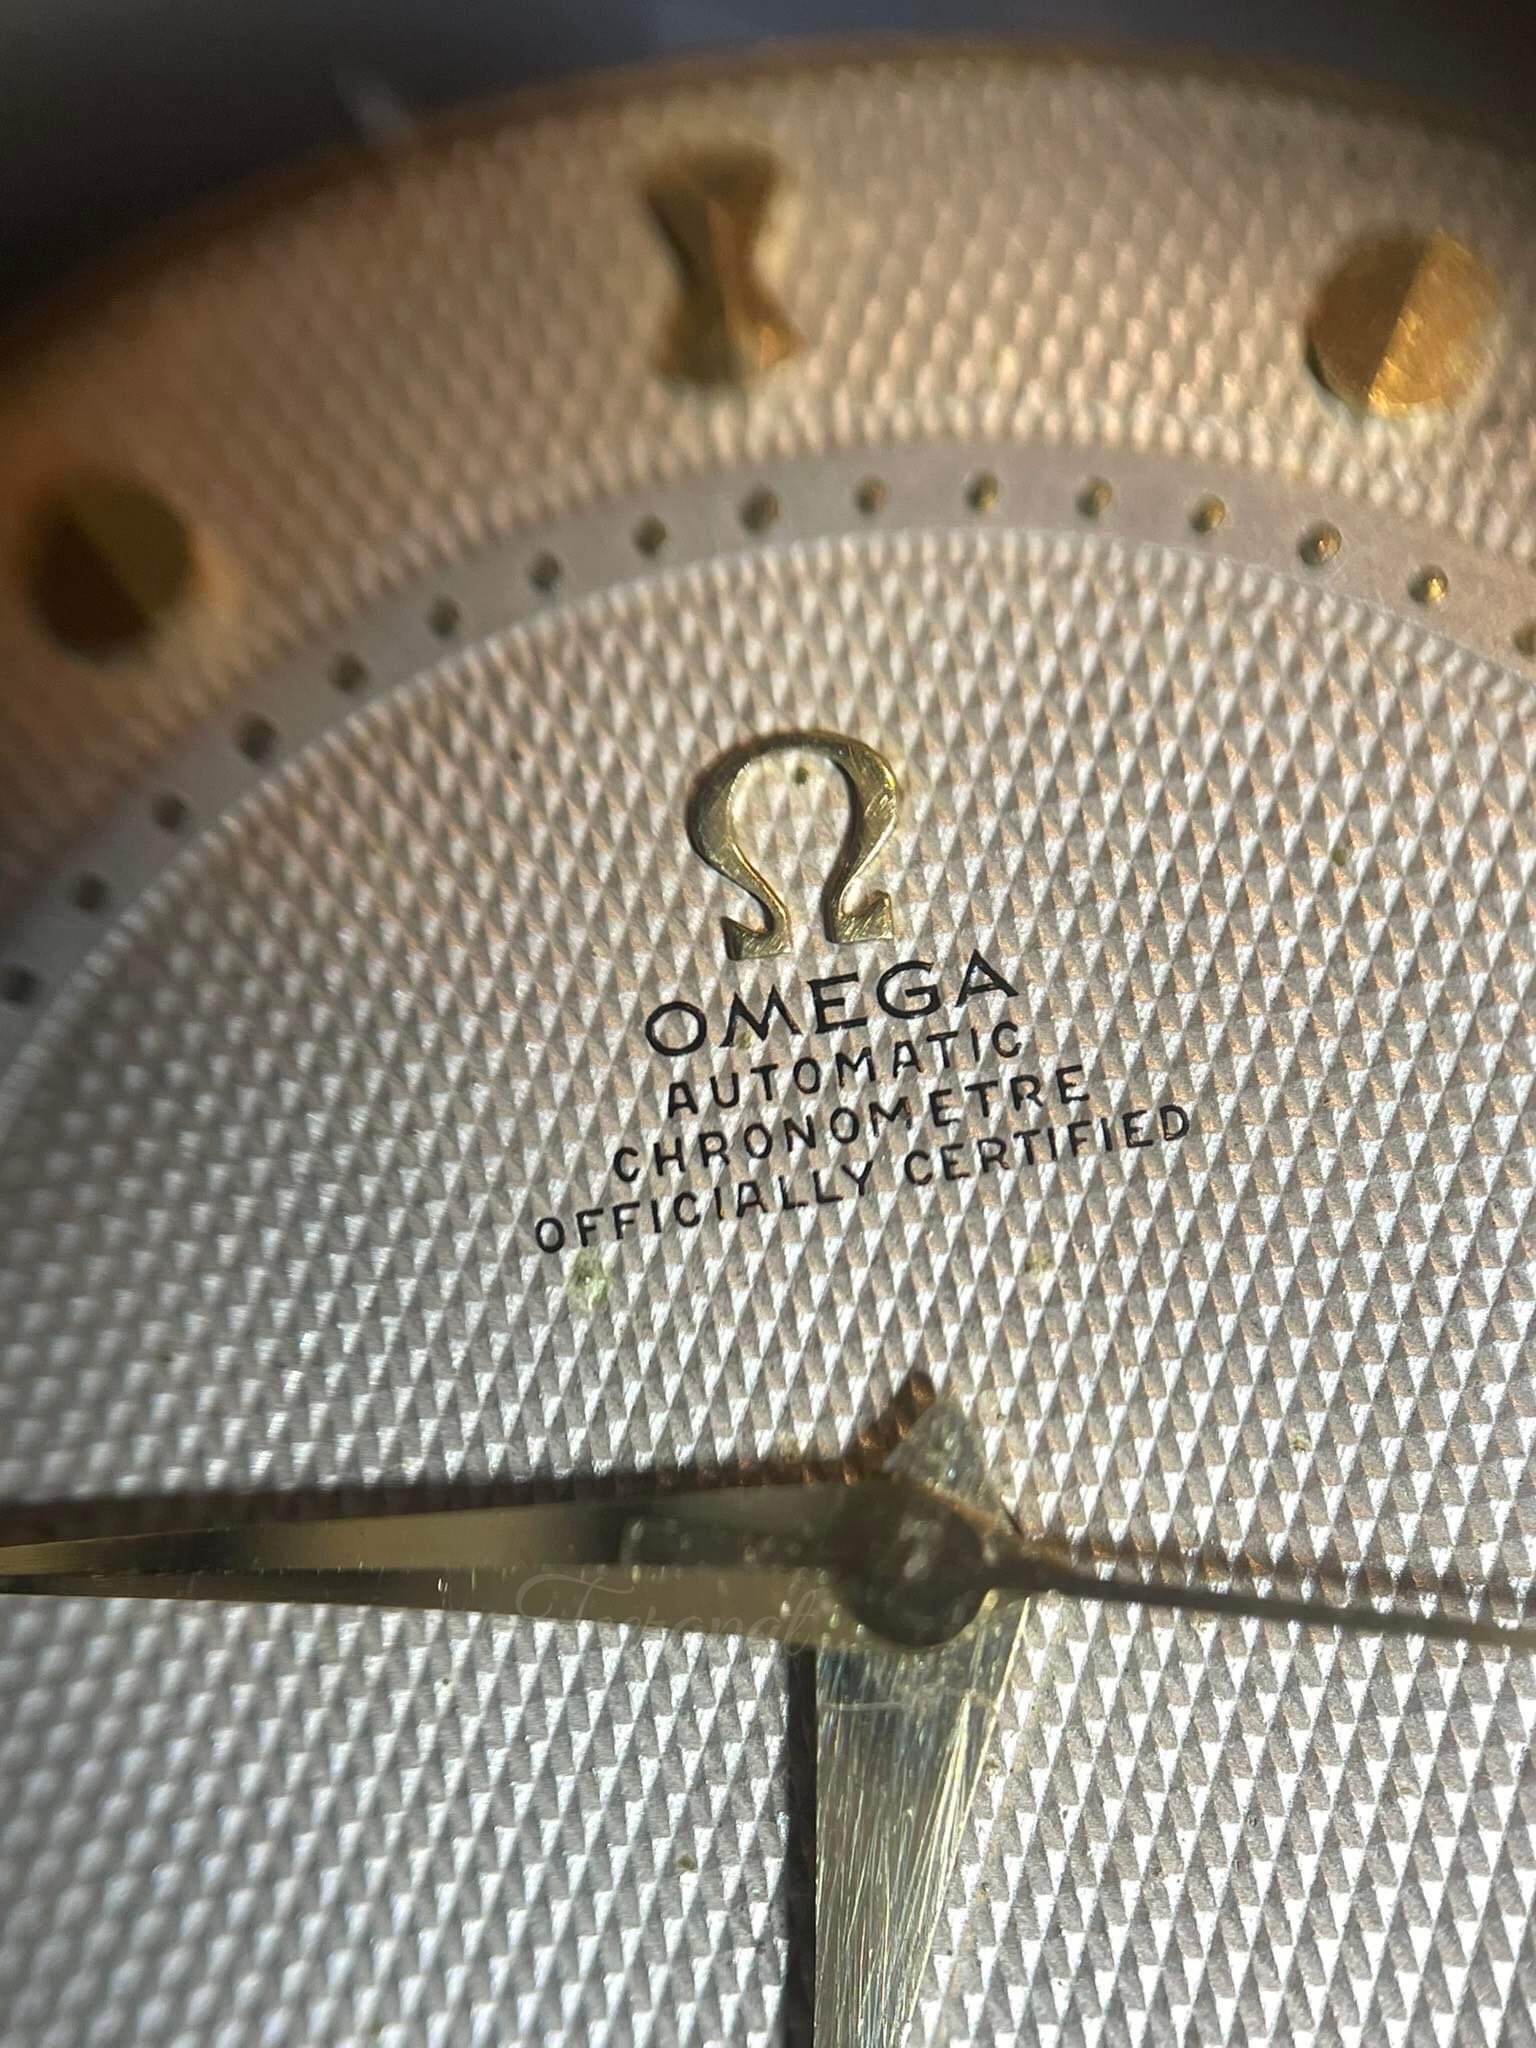 Ω
OMEGA
AUTOMATIC
CHRONOMETRE
OFFICIALLY CERTIFIED